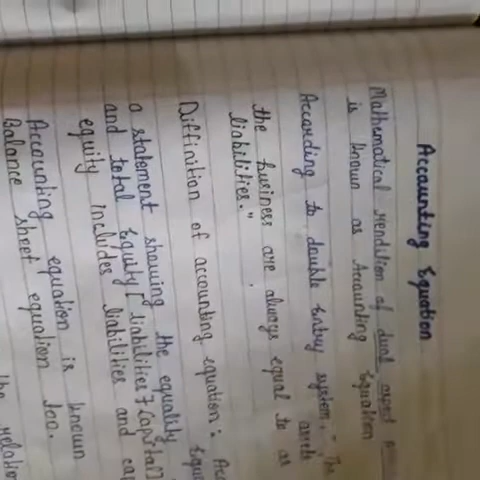 Accounting Equation
Mathematical rendition of dual aspect
is known as Accounting Equation
According to double Entry system. " The assets
the business are always equal to
liabilities."
Diffinition of accounting equation:
a statement showing the equality
and total Equity [liabilities + Capital]
equity includes liabilities and
Accounting equation is known
Balance sheet equation too.
the